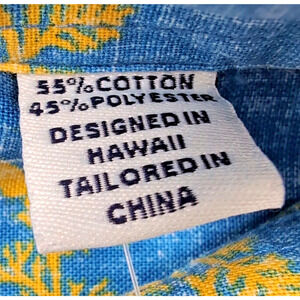 55%COTTON
45%POLYESTER
DESIGNED IN
HAWAII
TAILORED IN
CHINA